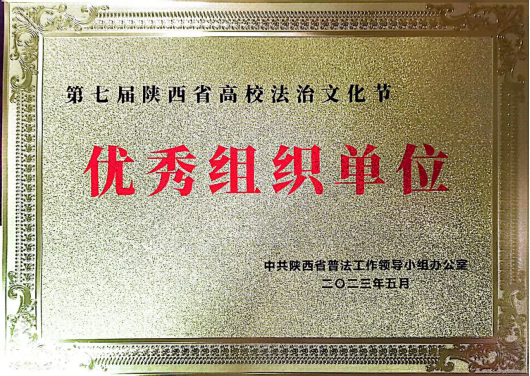 第七届陕西省高校法治文化节
优秀组织单位
中共陕西省普法工作领导小组办公室
二〇二三年五月